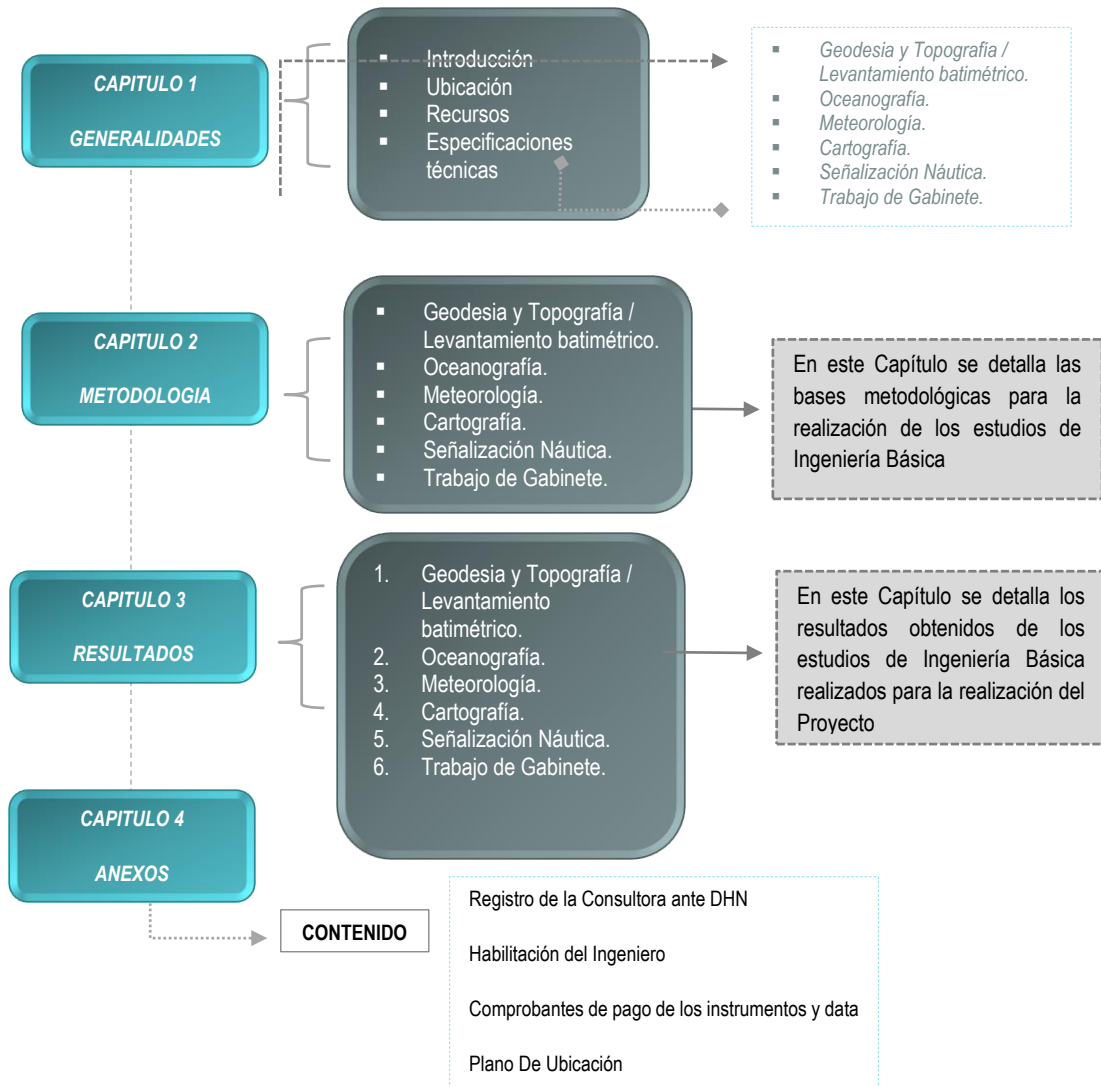 CAPITULO 1
GENERALIDADES
Introducción
Ubicación
Recursos
Especificaciones
técnicas
Geodesia y Topografía /
Levantamiento batimétrico.
Oceanografía.
Meteorología.
Cartografía.
Señalización Náutica.
Trabajo de Gabinete.
CAPITULO 2
METODOLOGIA
Geodesia y Topografía /
Levantamiento batimétrico.
Oceanografía.
Meteorología.
Cartografía.
Señalización Náutica.
Trabajo de Gabinete.
En este Capítulo se detalla las
bases metodológicas para la
realización de los estudios de
Ingeniería Básica
CAPITULO 3
RESULTADOS
1. Geodesia y Topografía /
Levantamiento
batimétrico.
2. Oceanografía.
3. Meteorología.
4. Cartografía.
5. Señalización Náutica.
6. Trabajo de Gabinete.
En este Capítulo se detalla los
resultados obtenidos de los
estudios de Ingeniería Básica
realizados para la realización del
Proyecto
CAPITULO 4
ANEXOS
CONTENIDO
Registro de la Consultora ante DHN
Habilitación del Ingeniero
Comprobantes de pago de los instrumentos y data
Plano De Ubicación